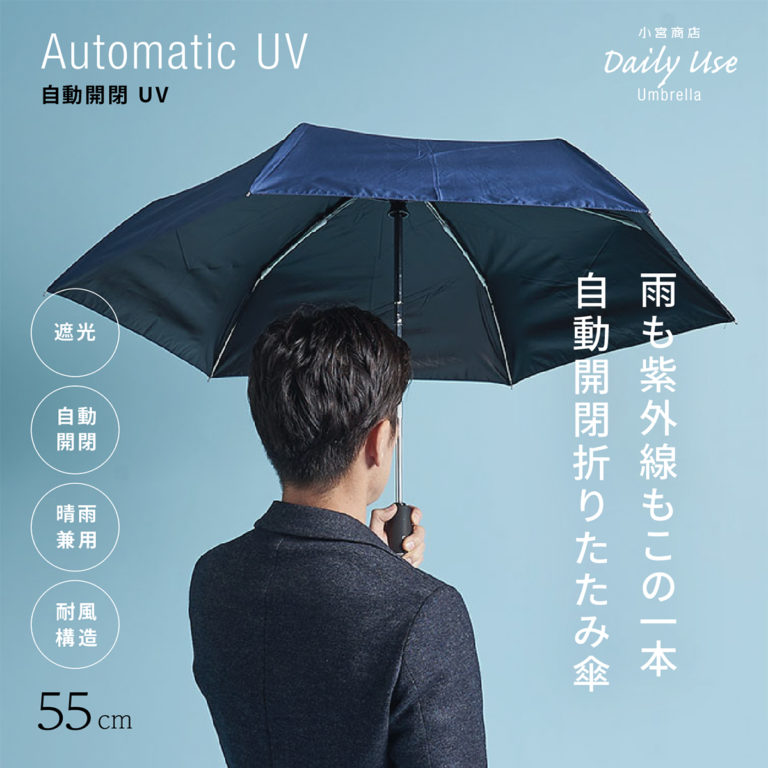 Automatic UV
自動開閉 UV
小宮商店
Daily Use
Umbrella
雨も紫外線もこの一本
自動開閉折りたたみ傘
遮光
自動
開閉
晴雨
兼用
耐風
構造
55cm